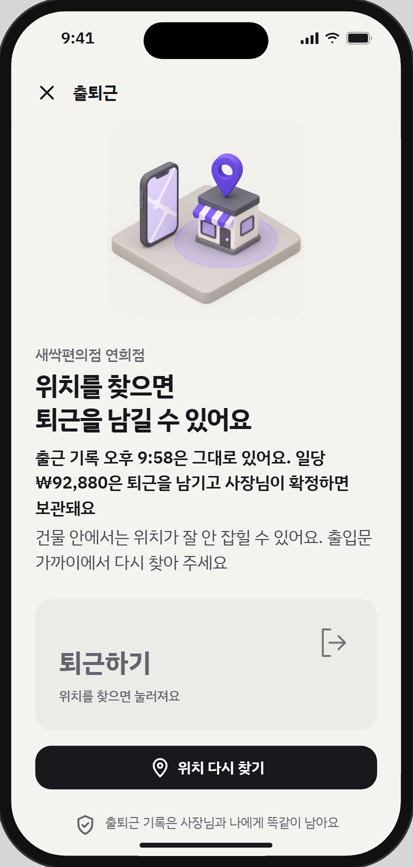 9:41
출퇴근
새싹편의점 연희점
위치를 찾으면
퇴근을 남길 수 있어요
출근 기록 오후 9:58은 그대로 있어요. 일당
₩92,880은 퇴근을 남기고 사장님이 확정하면
보관돼요
건물 안에서는 위치가 잘 안 잡힐 수 있어요. 출입문
가까이에서 다시 찾아 주세요
퇴근하기
위치를 찾으면 눌러져요
위치 다시 찾기
출퇴근 기록은 사장님과 나에게 똑같이 남아요